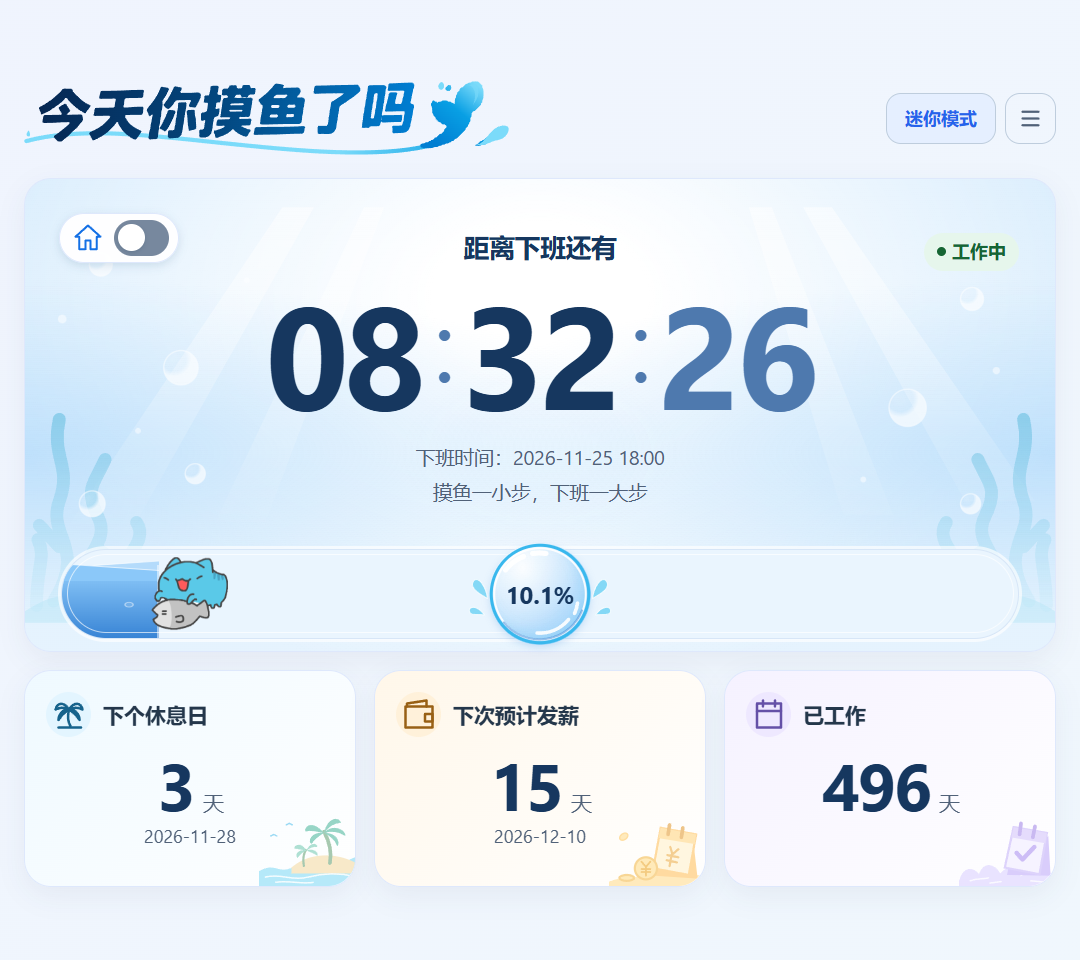 今天你摸鱼了吗
迷你模式
距离下班还有
工作中
08:32:26
下班时间：2026-11-25 18:00
摸鱼一小步，下班一大步
10.1%
下个休息日
3 天
2026-11-28
下次预计发薪
15 天
2026-12-10
已工作
496 天